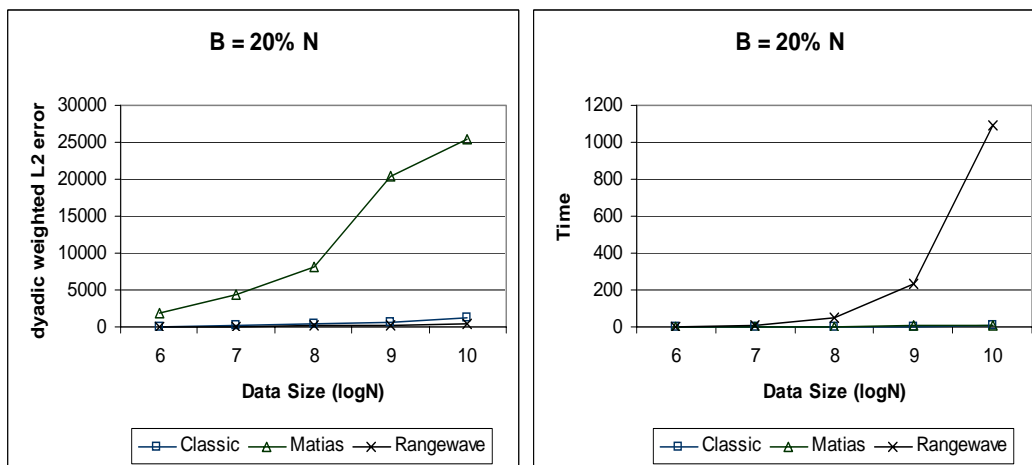 B = 20% N
dyadic weighted L2 error
30000
25000
20000
15000
10000
5000
0
6 7 8 9 10
Data Size (logN)
Classic Matias Rangewave
B = 20% N
Time
1200
1000
800
600
400
200
0
6 7 8 9 10
Data Size (logN)
Classic Matias Rangewave